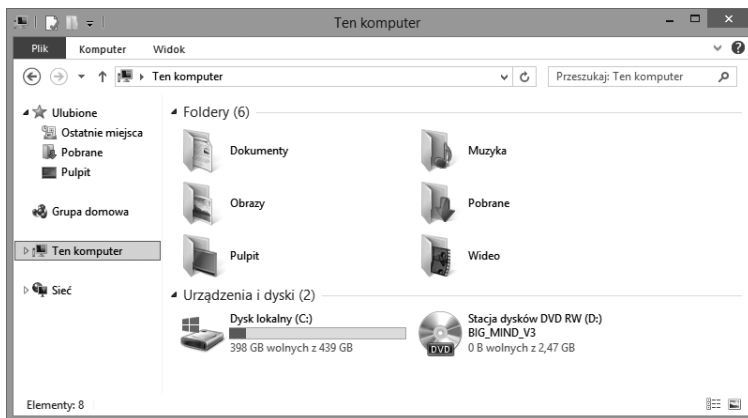 Ten komputer
Plik Komputer Widok
Ten komputer Przeszukaj: Ten komputer
Ulubione
Ostatnie miejsca
Pobrane
Pulpit
Grupa domowa
Ten komputer
Sieć
Foldery (6)
Dokumenty Muzyka
Obrazy Pobrane
Pulpit Wideo
Urządzenia i dyski (2)
Dysk lokalny (C:)
398 GB wolnych z 439 GB
DVD
Stacja dysków DVD RW (D:)
BIG_MIND_V3
0 B wolnych z 2,47 GB
Elementy: 8